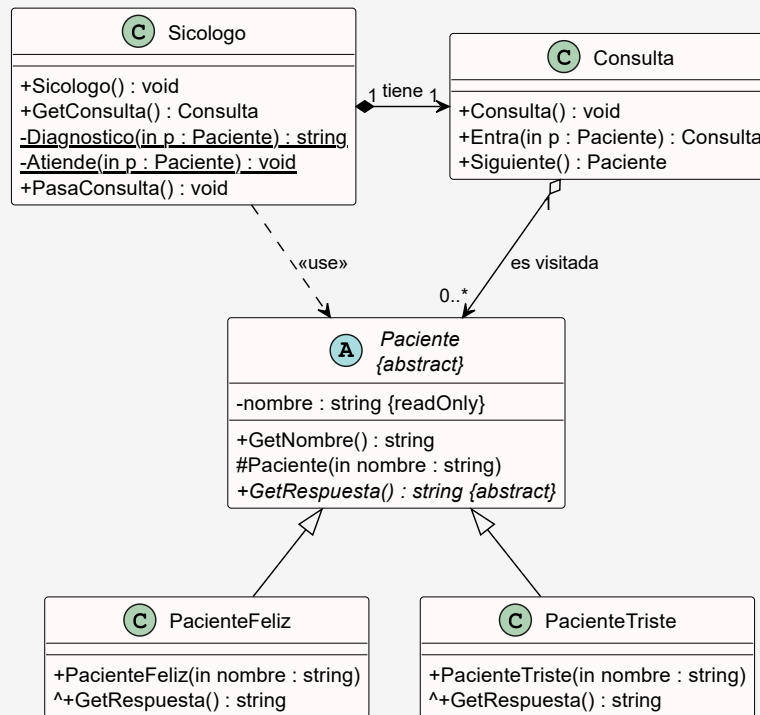 C Sicologo
+Sicologo() : void
+GetConsulta() : Consulta
-Diagnostico(in p : Paciente) : string
-Atiende(in p : Paciente) : void
+PasaConsulta() : void
1 tiene 1
C Consulta
+Consulta() : void
+Entra(in p : Paciente) : Consulta
+Siguiente() : Paciente
1
«use»
es visitada
0..*
A Paciente
{abstract}
-nombre : string {readOnly}
+GetNombre() : string
#Paciente(in nombre : string)
+GetRespuesta() : string {abstract}
C PacienteFeliz
+PacienteFeliz(in nombre : string)
^+GetRespuesta() : string
C PacienteTriste
+PacienteTriste(in nombre : string)
^+GetRespuesta() : string